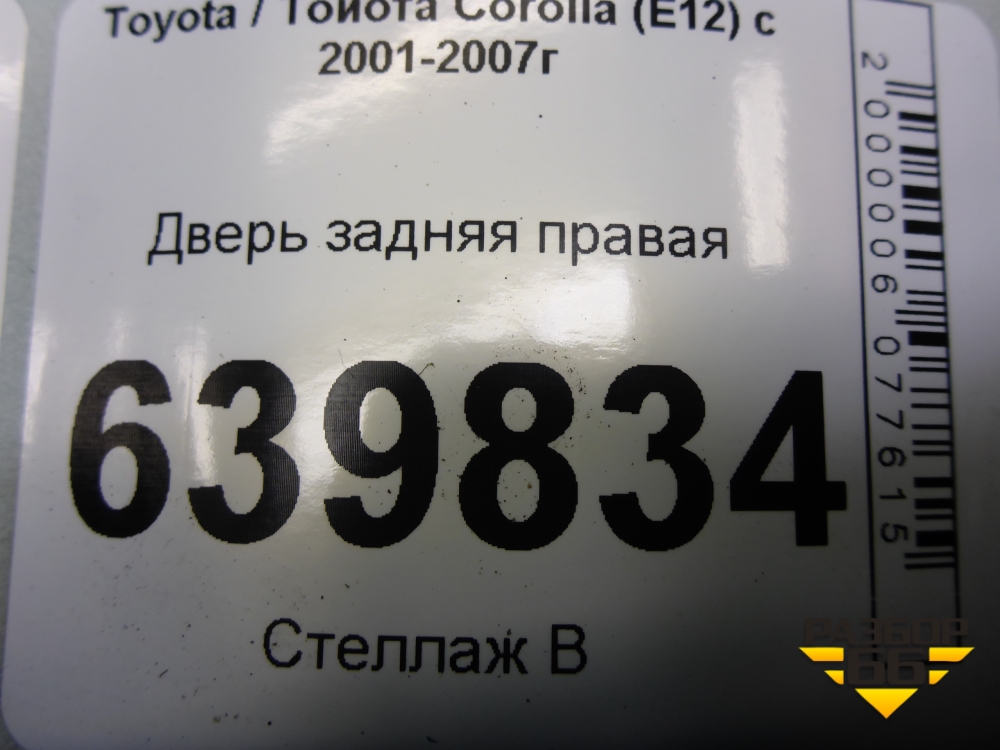 Toyota / Тойота Corolla (E12) с
2001-2007г
Дверь задняя правая
639834
Стеллаж В
2000006077615
РАЗБОР
66